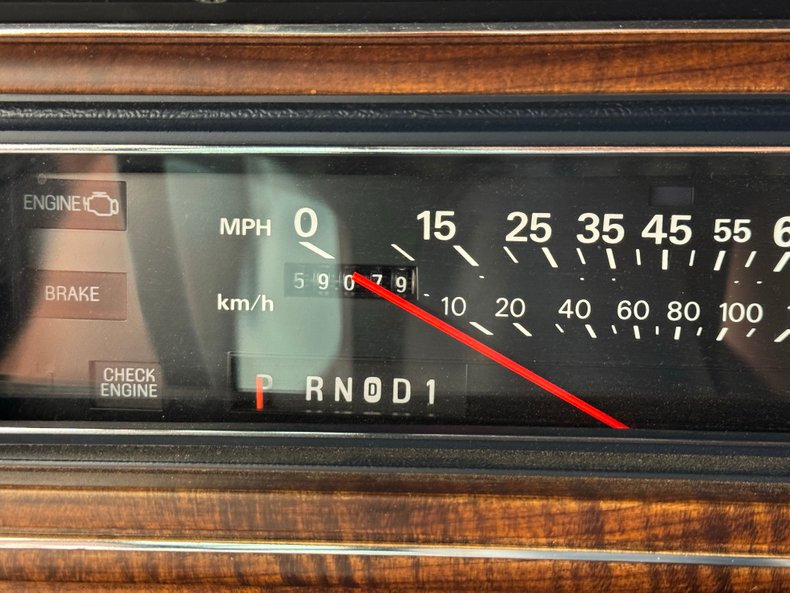 ENGINE
MPH 0 15 25 35 45 55
59079
BRAKE
km/h 10 20 40 60 80 100
CHECK
ENGINE
P R N D D 1